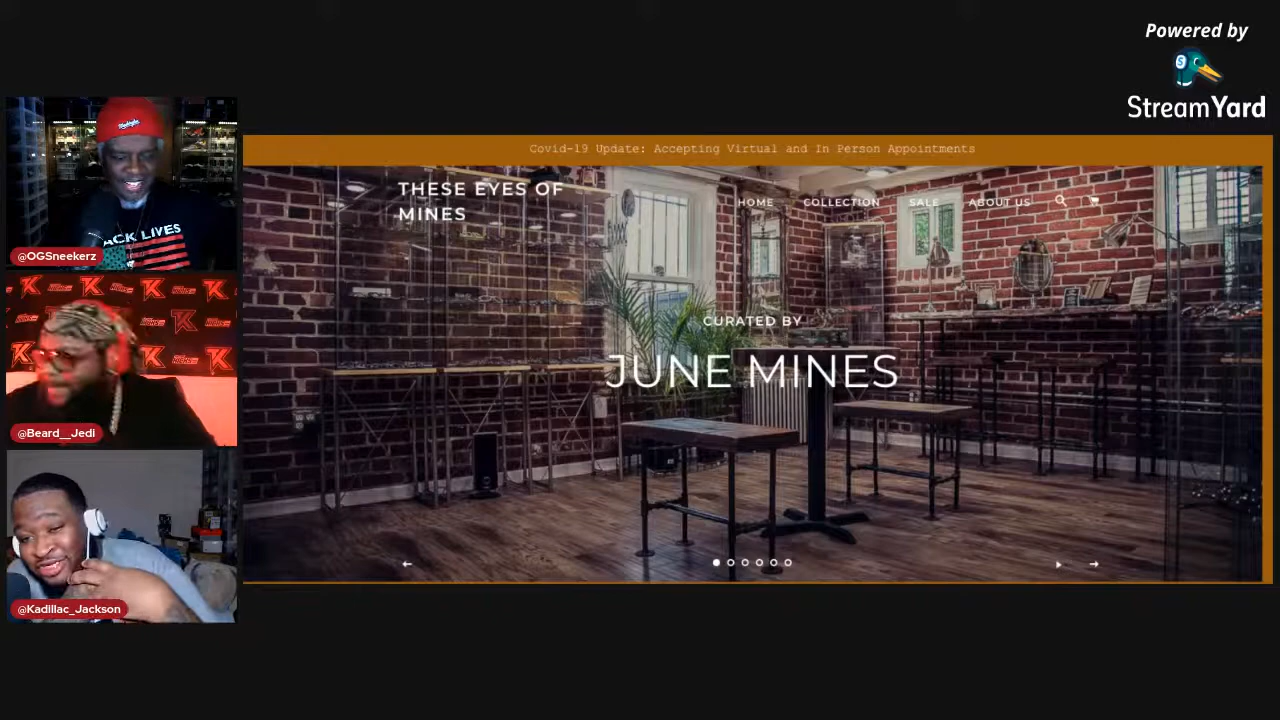 Powered by
StreamYard
Covid-19 Update: Accepting Virtual and In Person Appointments
THESE EYES OF
MINES
HOME COLLECTION SALE ABOUT US
CURATED BY
JUNE MINES
LIVES
@OGSneekerz
@Beard__Jedi
@Kadillac_Jackson